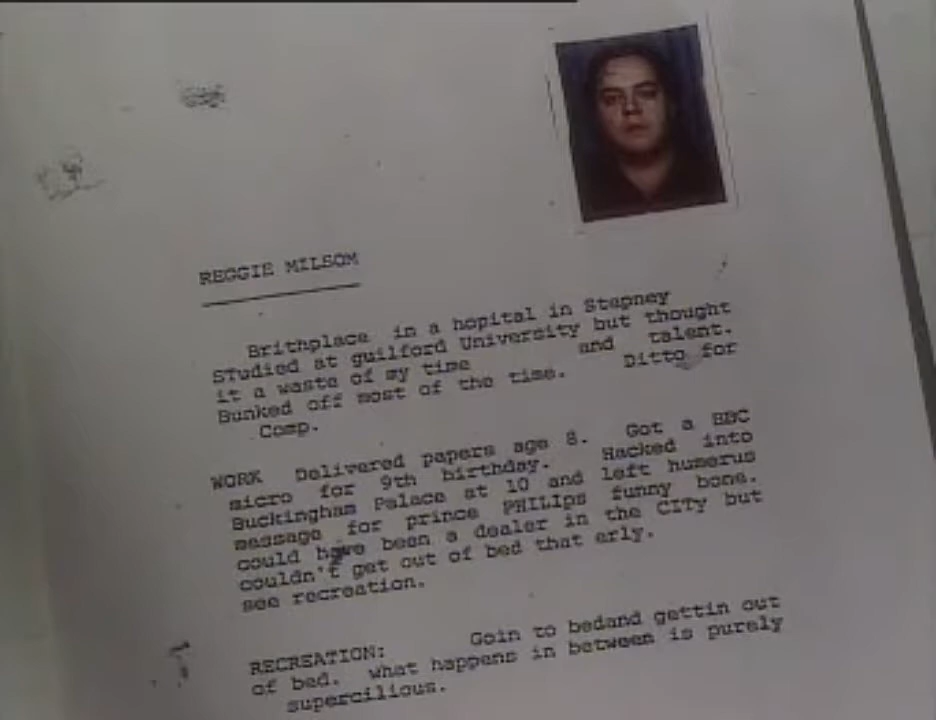 REGGIE MILSOM
Brithplace in a hopital in Stepney
STudied at guilford University but thought
it a waste of my time and talent.
Bunked off most of the time. Ditto for
Comp.
WORK Delivered papers age 8. Got a BBC
micro for 9th birthday. Hacked into
Buckingham Palace at 10 and left humerus
message for prince PHILIps funny bone.
could have been a dealer in the CITy but
couldn't get out of bed that erly.
see recreation.
RECREATION: Goin to bedand gettin out
of bed. what happens in between is purely
supercilious.